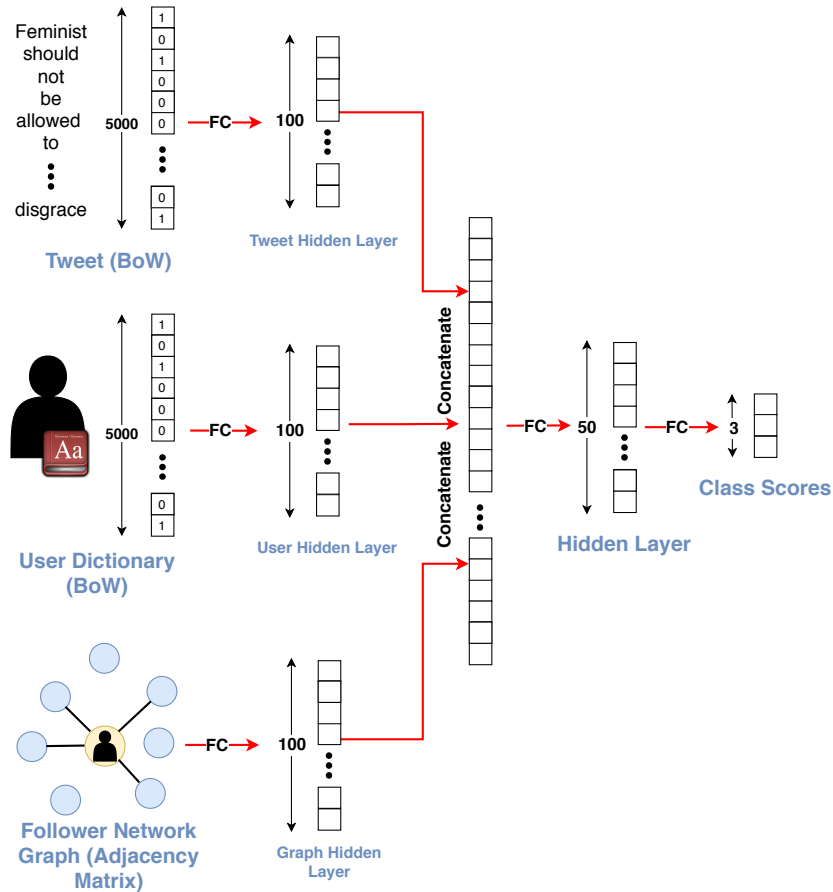 Feminist
should
not
be
allowed
to
disgrace
5000
1
0
1
0
0
0
0
1
FC
100
Tweet (BoW)
Tweet Hidden Layer
Aa
5000
1
0
1
0
0
0
1
FC
100
User Dictionary
(BoW)
User Hidden Layer
FC
100
Follower Network
Graph (Adjacency
Matrix)
Graph Hidden
Layer
Concatenate
Concatenate
FC
50
Hidden Layer
FC
3
Class Scores